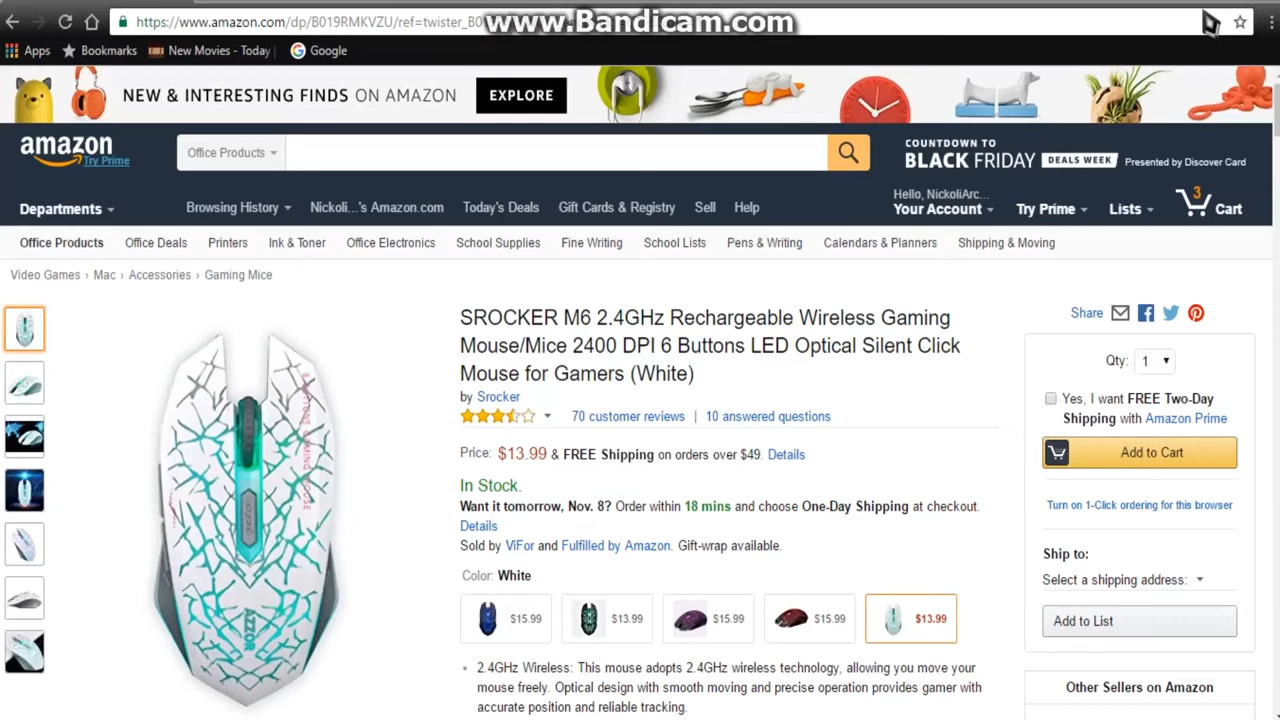 https://www.amazon.com/dp/B019RMKVZU/ref=twister_B0
www.Bandicam.com
Apps Bookmarks New Movies - Today Google
NEW & INTERESTING FINDS ON AMAZON EXPLORE
amazon
Try Prime
Office Products
COUNTDOWN TO
BLACK FRIDAY DEALS WEEK Presented by Discover Card
Departments Browsing History Nickoli...'s Amazon.com Today's Deals Gift Cards & Registry Sell Help
Hello, NickoliArc...
Your Account Try Prime Lists 3 Cart
Office Products Office Deals Printers Ink & Toner Office Electronics School Supplies Fine Writing School Lists Pens & Writing Calendars & Planners Shipping & Moving
Video Games › Mac › Accessories › Gaming Mice
SROCKER M6 2.4GHz Rechargeable Wireless Gaming
Mouse/Mice 2400 DPI 6 Buttons LED Optical Silent Click
Mouse for Gamers (White)
by Srocker
70 customer reviews | 10 answered questions
Price: $13.99 & FREE Shipping on orders over $49. Details
In Stock.
Want it tomorrow, Nov. 8? Order within 18 mins and choose One-Day Shipping at checkout.
Details
Sold by ViFor and Fulfilled by Amazon. Gift-wrap available.
Color: White
$15.99 $13.99 $15.99 $15.99 $13.99
• 2.4GHz Wireless: This mouse adopts 2.4GHz wireless technology, allowing you move your
mouse freely. Optical design with smooth moving and precise operation provides gamer with
accurate position and reliable tracking.
AZZOR
6 BUTTONS GAMING MOUSE
Share
Qty: 1
Yes, I want FREE Two-Day
Shipping with Amazon Prime
Add to Cart
Turn on 1-Click ordering for this browser
Ship to:
Select a shipping address:
Add to List
Other Sellers on Amazon